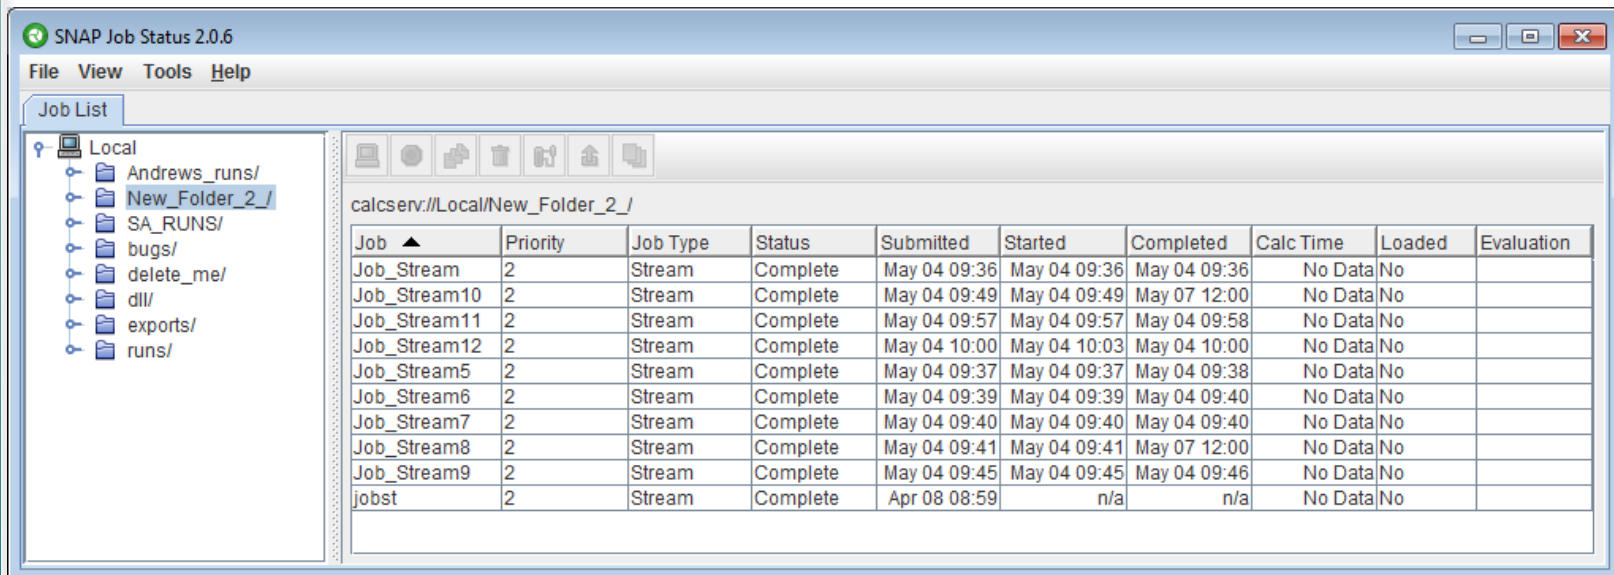 SNAP Job Status 2.0.6
File View Tools Help
Job List
Local
Andrews_runs/
New_Folder_2_/
SA_RUNS/
bugs/
delete_me/
dll/
exports/
runs/
calcserv://Local/New_Folder_2_/
Job Priority Job Type Status Submitted Started Completed Calc Time Loaded Evaluation
Job_Stream 2 Stream Complete May 04 09:36 May 04 09:36 May 04 09:36 No Data No
Job_Stream10 2 Stream Complete May 04 09:49 May 04 09:49 May 07 12:00 No Data No
Job_Stream11 2 Stream Complete May 04 09:57 May 04 09:57 May 04 09:58 No Data No
Job_Stream12 2 Stream Complete May 04 10:00 May 04 10:03 May 04 10:00 No Data No
Job_Stream5 2 Stream Complete May 04 09:37 May 04 09:37 May 04 09:38 No Data No
Job_Stream6 2 Stream Complete May 04 09:39 May 04 09:39 May 04 09:40 No Data No
Job_Stream7 2 Stream Complete May 04 09:40 May 04 09:40 May 04 09:40 No Data No
Job_Stream8 2 Stream Complete May 04 09:41 May 04 09:41 May 07 12:00 No Data No
Job_Stream9 2 Stream Complete May 04 09:45 May 04 09:45 May 04 09:46 No Data No
jobst 2 Stream Complete Apr 08 08:59 n/a n/a No Data No